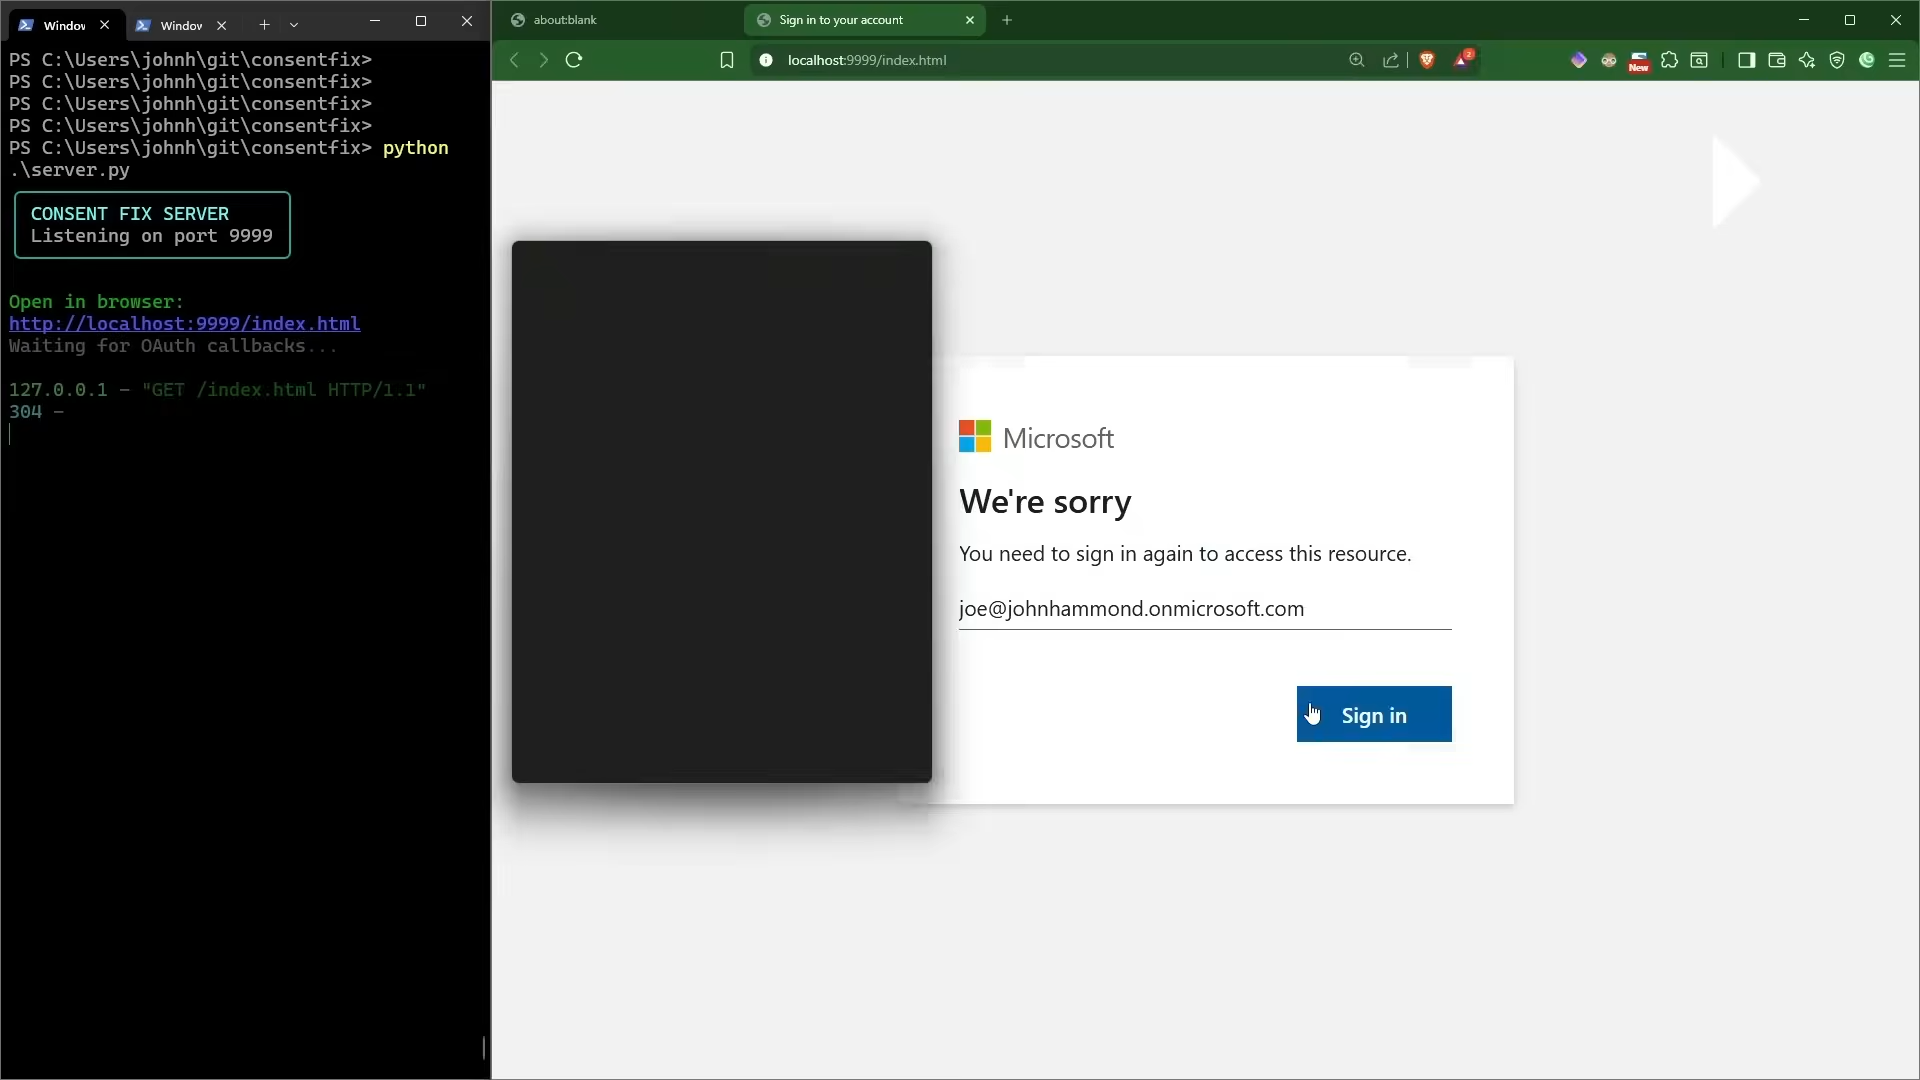 Window
Window
PS C:\Users\johnh\git\consentfix>
PS C:\Users\johnh\git\consentfix>
PS C:\Users\johnh\git\consentfix>
PS C:\Users\johnh\git\consentfix>
PS C:\Users\johnh\git\consentfix> python
.\server.py
CONSENT FIX SERVER
Listening on port 9999
Open in browser:
http://localhost:9999/index.html
Waiting for OAuth callbacks...
127.0.0.1 - "GET /index.html HTTP/1.1"
304 -
about:blank
Sign in to your account
localhost:9999/index.html
2
New
Microsoft
We're sorry
You need to sign in again to access this resource.
joe@johnhammond.onmicrosoft.com
Sign in